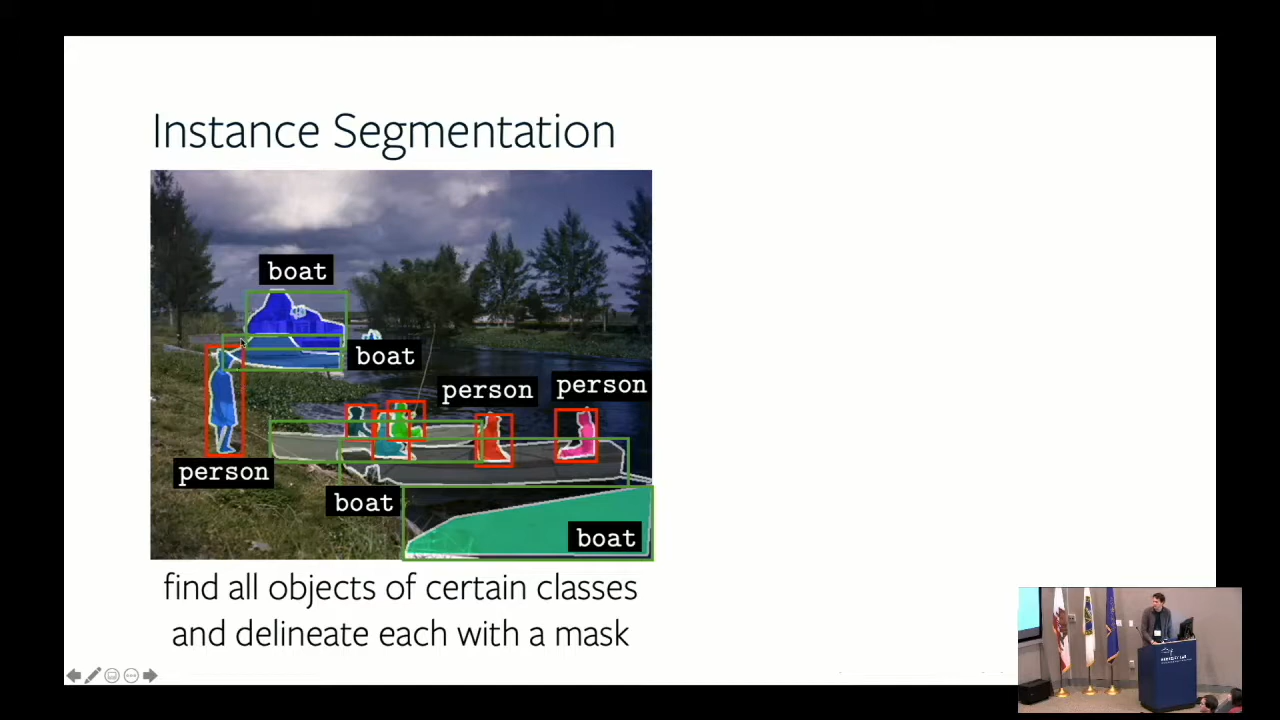 Instance Segmentation
boat
boat
person
person
person
boat
boat
find all objects of certain classes
and delineate each with a mask